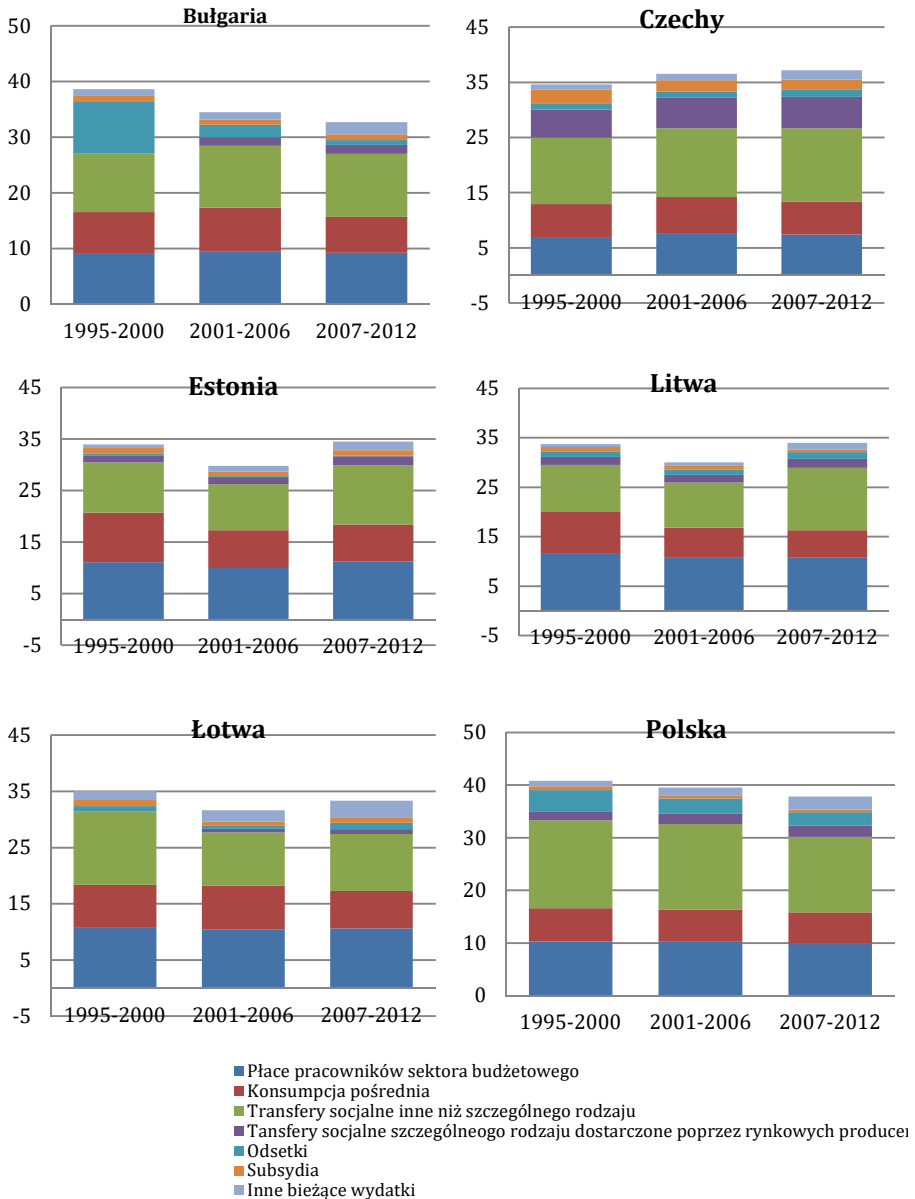 Bułgaria
50
40
30
20
10
0
1995-2000 2001-2006 2007-2012
Czechy
45
35
25
15
5
-5
1995-2000 2001-2006 2007-2012
Estonia
45
35
25
15
5
-5
1995-2000 2001-2006 2007-2012
Litwa
45
35
25
15
5
-5
1995-2000 2001-2006 2007-2012
Łotwa
45
35
25
15
5
-5
1995-2000 2001-2006 2007-2012
Polska
50
40
30
20
10
0
1995-2000 2001-2006 2007-2012
Płace pracowników sektora budżetowego
Konsumpcja pośrednia
Transfery socjalne inne niż szczególnego rodzaju
Tansfery socjalne szczególneogo rodzaju dostarczone poprzez rynkowych producen
Odsetki
Subsydia
Inne bieżące wydatki